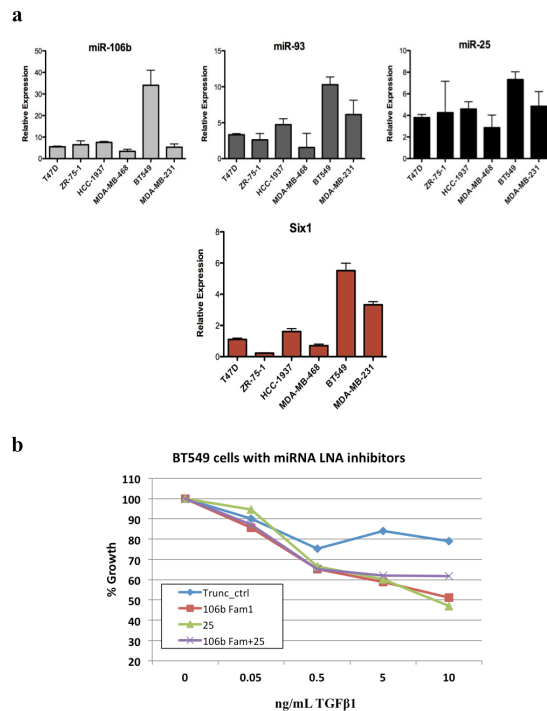 a
miR-106b
miR-93
miR-25
Relative Expression
50
40
30
20
10
0
T47D
ZR-75-1
HCC-1937
MDA-MB-468
BT549
MDA-MB-231
Relative Expression
15
10
5
0
T47D
ZR-75-1
HCC-1937
MDA-MB-468
BT549
MDA-MB-231
Relative Expression
10
8
6
4
2
0
T47D
ZR-75-1
HCC-1937
MDA-MB-468
BT549
MDA-MB-231
Six1
Relative Expression
8
6
4
2
0
T47D
ZR-75-1
HCC-1937
MDA-MB-468
BT549
MDA-MB-231
b
BT549 cells with miRNA LNA inhibitors
% Growth
110
100
90
80
70
60
50
40
30
20
Trunc_ctrl
106b Fam1
25
106b Fam+25
0 0.05 0.5 5 10
ng/mL TGFβ1